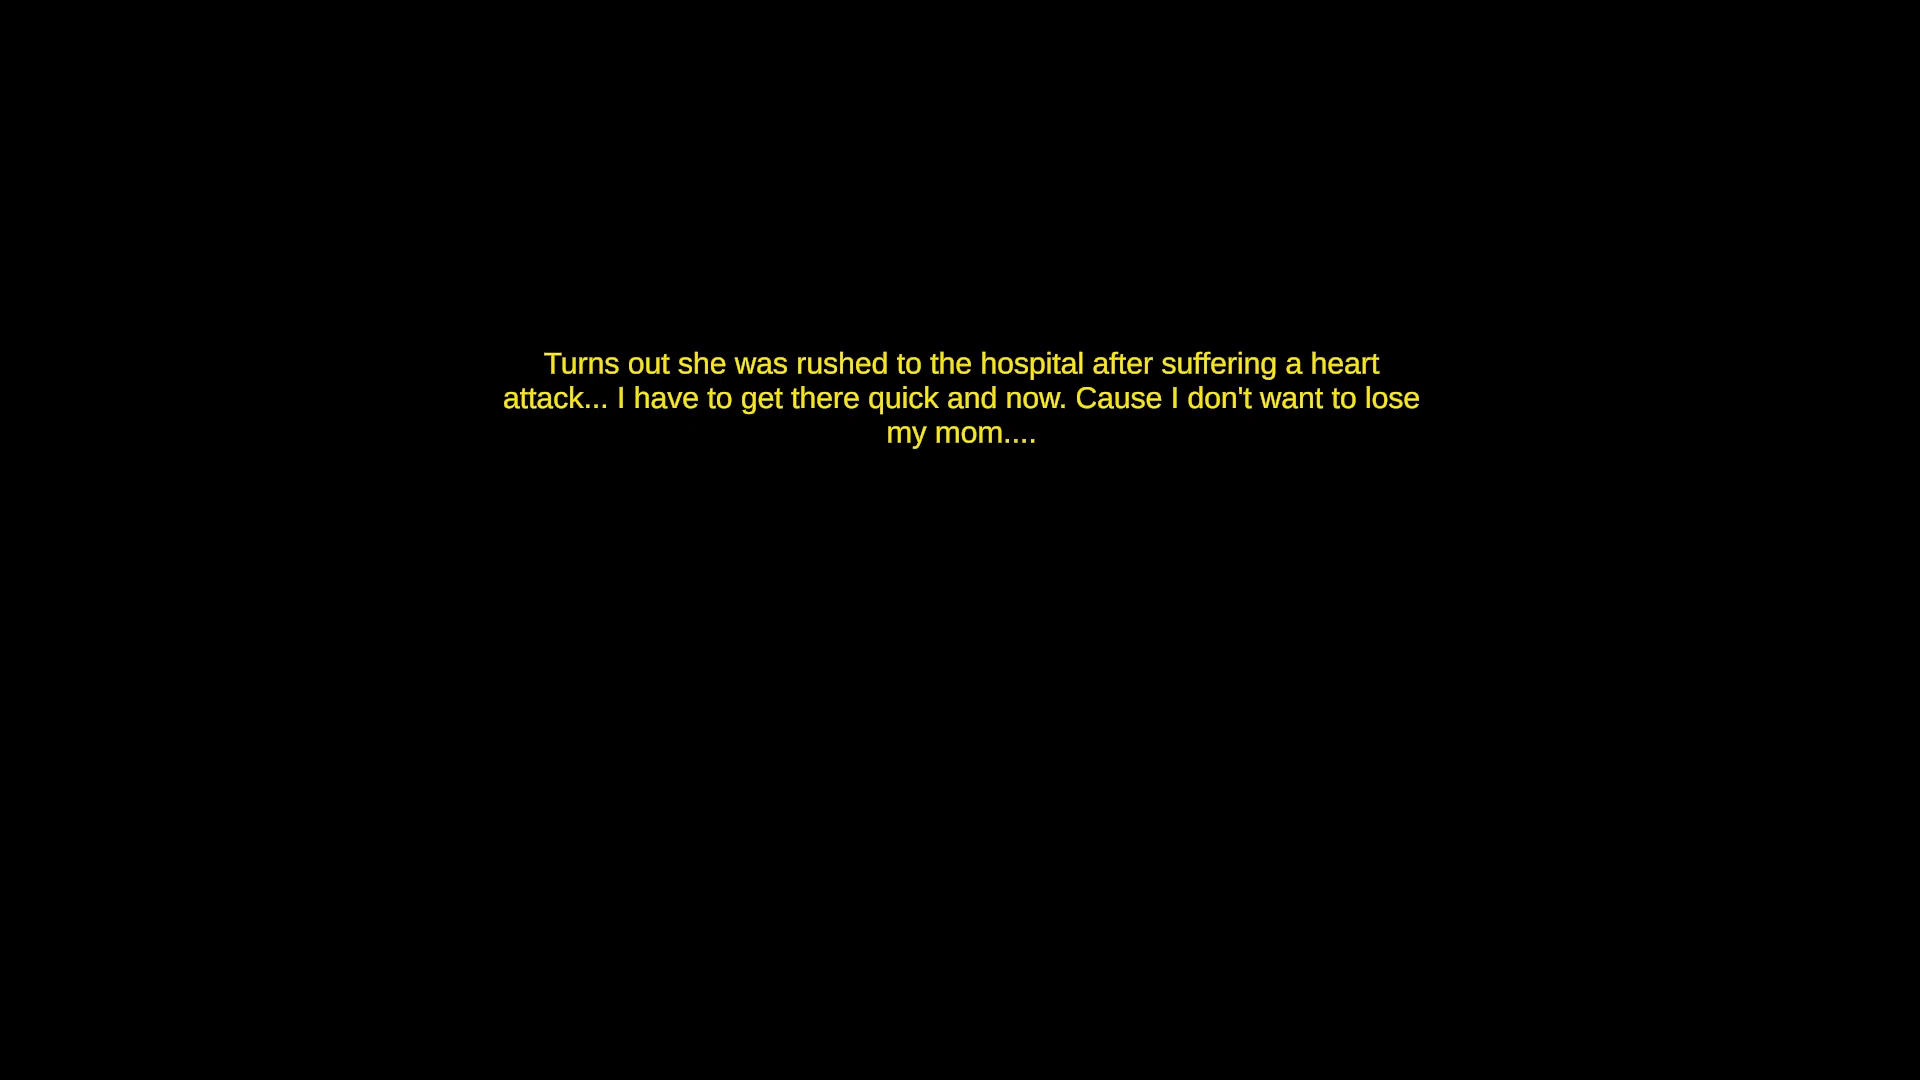 Turns out she was rushed to the hospital after suffering a heart
attack... I have to get there quick and now. Cause I don't want to lose
my mom....